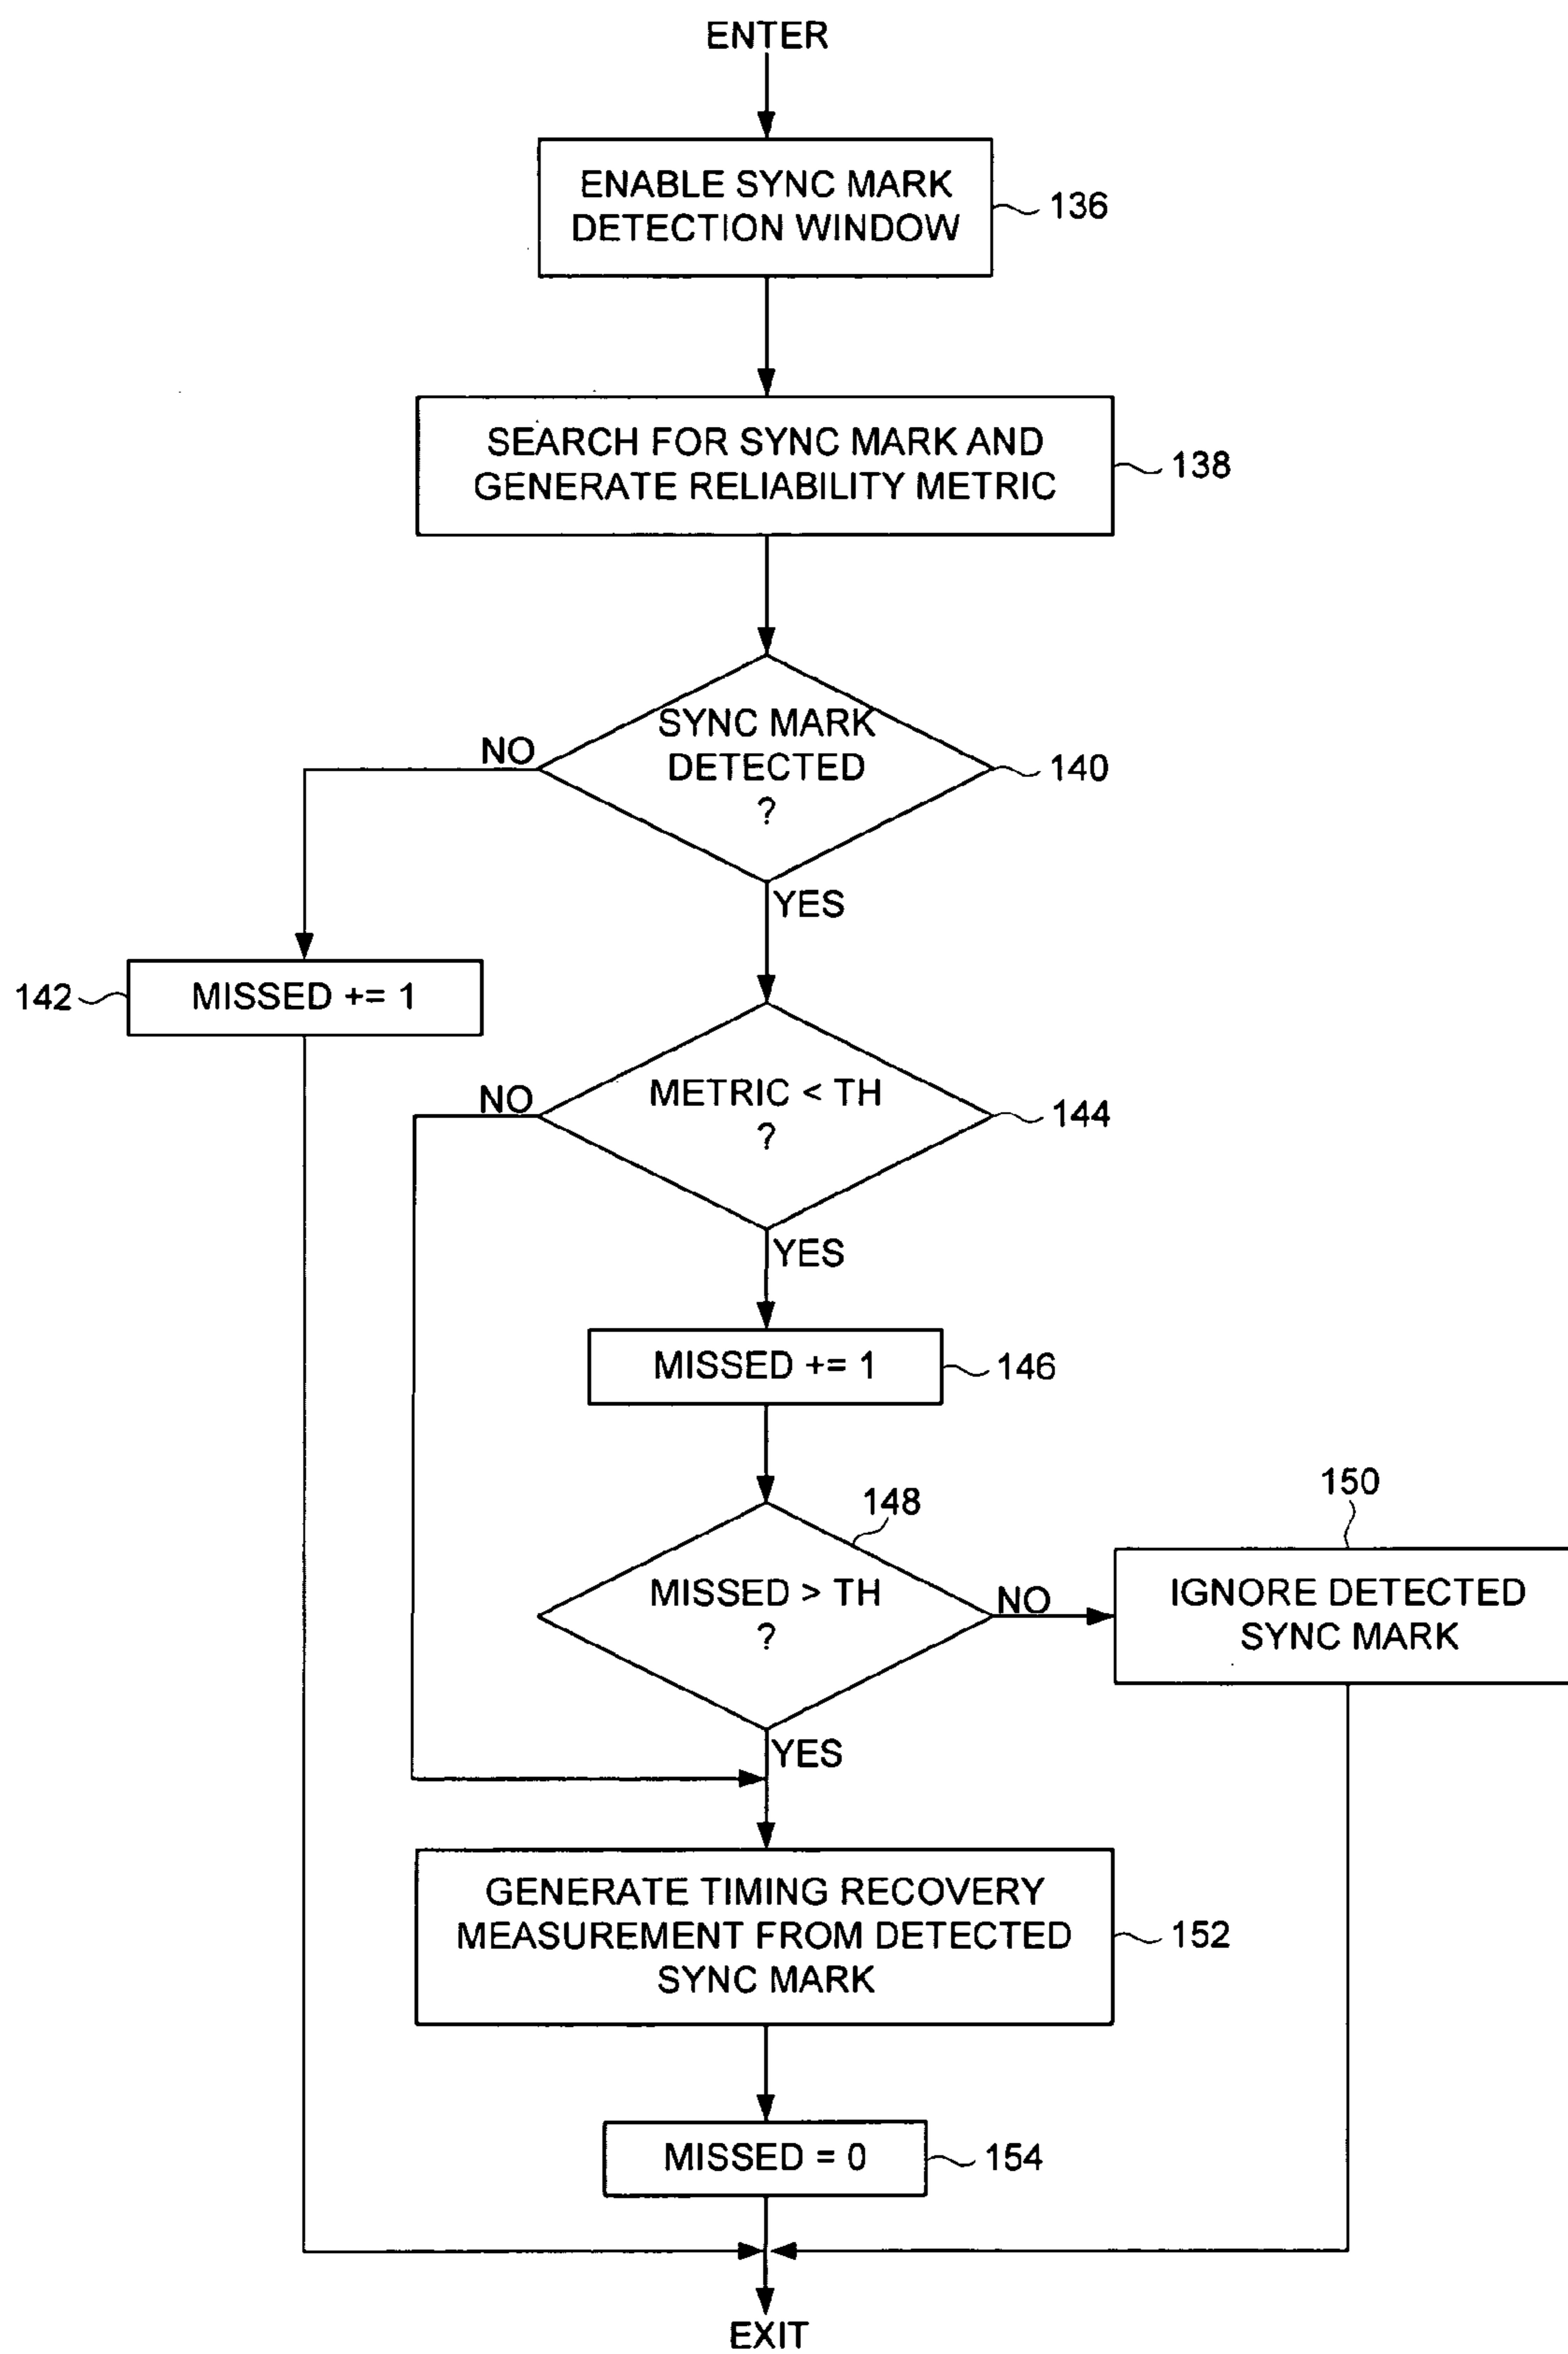 ENTER
ENABLE SYNC MARK
DETECTION WINDOW
136
SEARCH FOR SYNC MARK AND
GENERATE RELIABILITY METRIC
138
SYNC MARK
DETECTED
?
NO
140
YES
142
MISSED += 1
METRIC < TH
?
NO
144
YES
MISSED += 1
146
148
MISSED > TH
?
NO
150
IGNORE DETECTED
SYNC MARK
YES
GENERATE TIMING RECOVERY
MEASUREMENT FROM DETECTED
SYNC MARK
152
MISSED = 0
154
EXIT